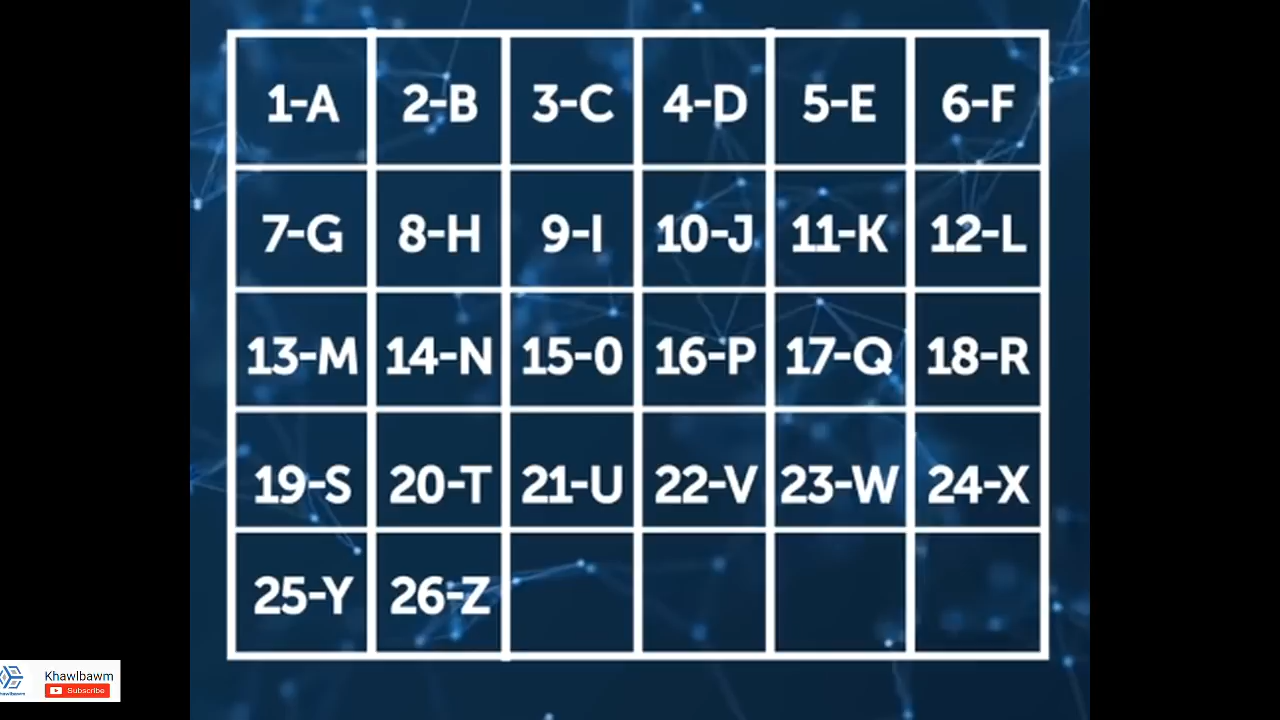 1-A 2-B 3-C 4-D 5-E 6-F
7-G 8-H 9-I 10-J 11-K 12-L
13-M 14-N 15-0 16-P 17-Q 18-R
19-S 20-T 21-U 22-V 23-W 24-X
25-Y 26-Z
Khawlbawm
Subscribe